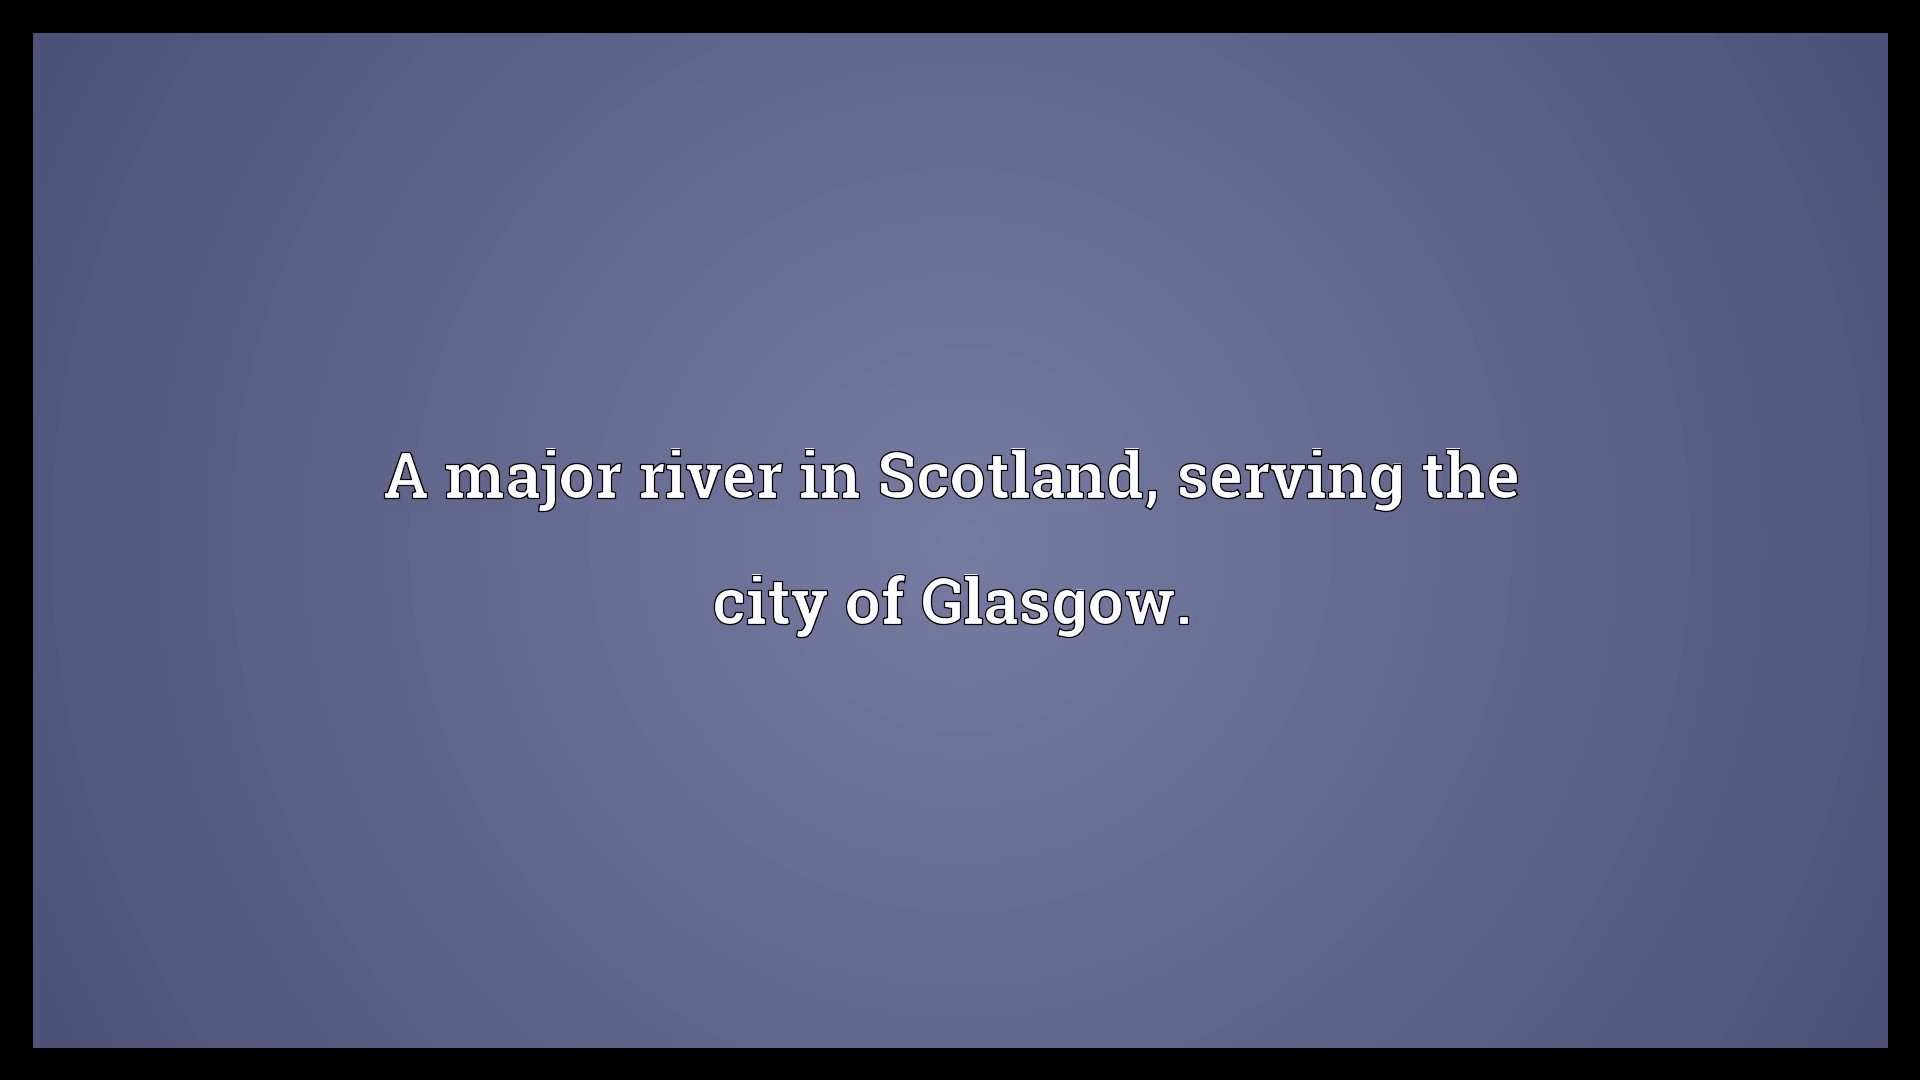 A major river in Scotland, serving the
city of Glasgow.